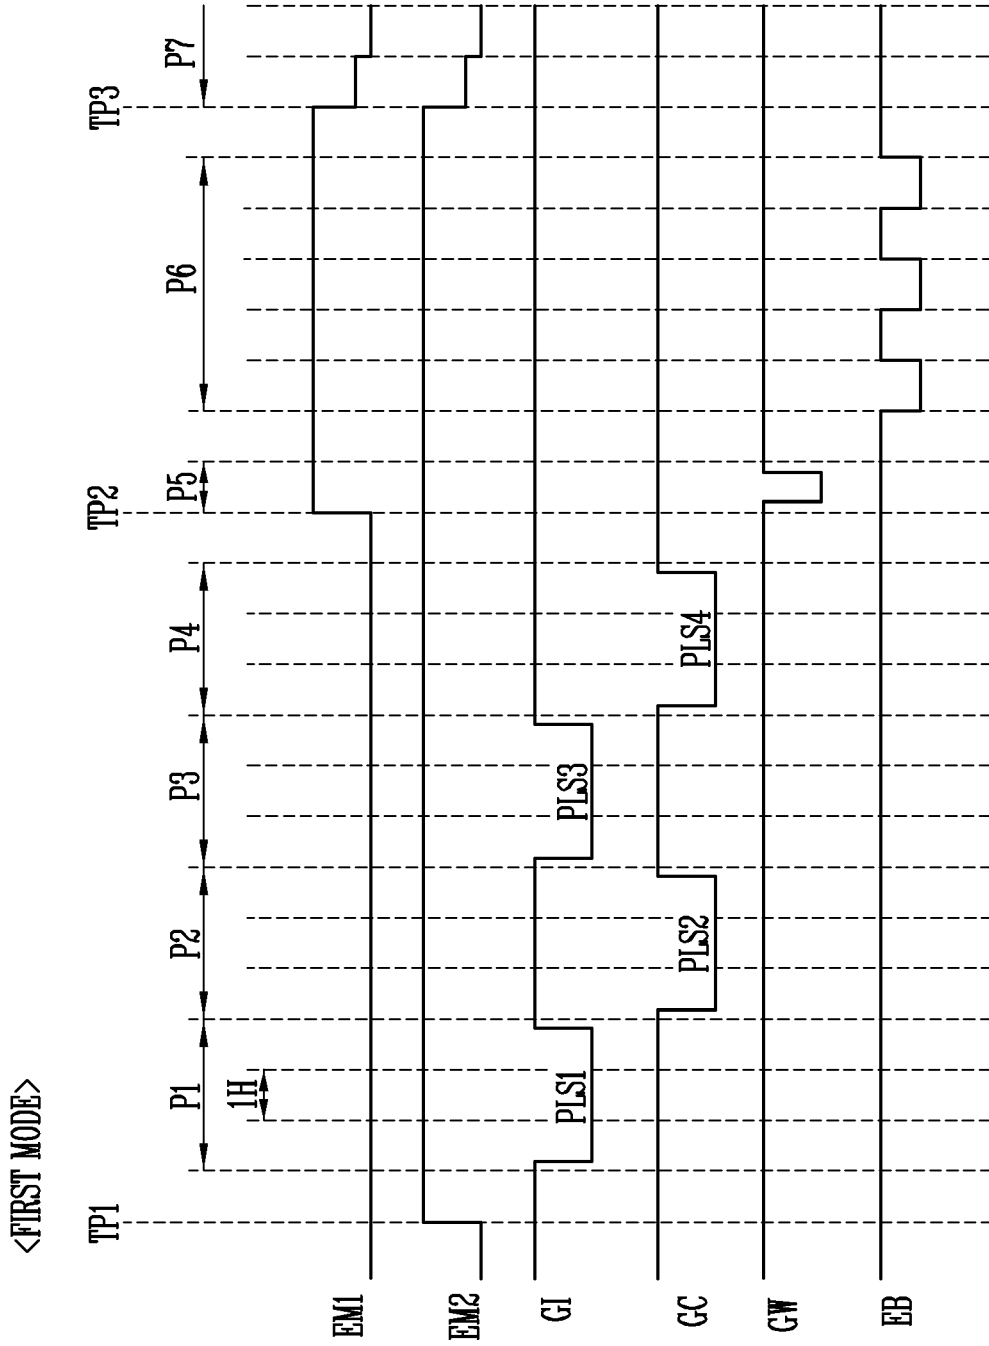 <FIRST MODE>
TP1
TP2
TP3
P1
P2
P3
P4
P5
P6
P7
1H
EM1
EM2
GI
PLS1
PLS3
GC
PLS2
PLS4
GW
EB